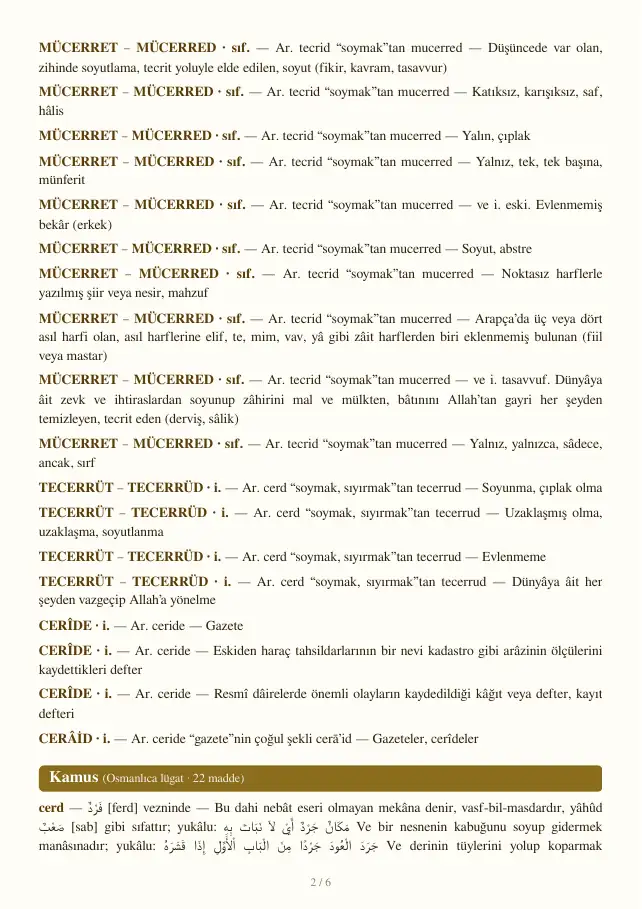 MÜCERRET – MÜCERRED · sıf. — Ar. tecrid “soymak”tan mucerred — Düşüncede var olan,
zihinde soyutlama, tecrit yoluyle elde edilen, soyut (fikir, kavram, tasavvur)
MÜCERRET – MÜCERRED · sıf. — Ar. tecrid “soymak”tan mucerred — Katıksız, karışıksız, saf,
hâlis
MÜCERRET – MÜCERRED · sıf. — Ar. tecrid “soymak”tan mucerred — Yalın, çıplak
MÜCERRET – MÜCERRED · sıf. — Ar. tecrid “soymak”tan mucerred — Yalnız, tek, tek başına,
münferit
MÜCERRET – MÜCERRED · sıf. — Ar. tecrid “soymak”tan mucerred — ve i. eski. Evlenmemiş
bekâr (erkek)
MÜCERRET – MÜCERRED · sıf. — Ar. tecrid “soymak”tan mucerred — Soyut, abstre
MÜCERRET – MÜCERRED · sıf. — Ar. tecrid “soymak”tan mucerred — Noktasız harflerle
yazılmış şiir veya nesir, mahzuf
MÜCERRET – MÜCERRED · sıf. — Ar. tecrid “soymak”tan mucerred — Arapça’da üç veya dört
asıl harfi olan, asıl harflerine elif, te, mim, vav, yâ gibi zâit harflerden biri eklenmemiş bulunan (fiil
veya mastar)
MÜCERRET – MÜCERRED · sıf. — Ar. tecrid “soymak”tan mucerred — ve i. tasavvuf. Dünyâya
âit zevk ve ihtiraslardan soyunup zâhirini mal ve mülkten, bâtınını Allah’tan gayri her şeyden
temizleyen, tecrit eden (derviş, sâlik)
MÜCERRET – MÜCERRED · sıf. — Ar. tecrid “soymak”tan mucerred — Yalnız, yalnızca, sâdece,
ancak, sırf
TECERRÜT – TECERRÜD · i. — Ar. cerd “soymak, sıyırmak”tan tecerrud — Soyunma, çıplak olma
TECERRÜT – TECERRÜD · i. — Ar. cerd “soymak, sıyırmak”tan tecerrud — Uzaklaşmış olma,
uzaklaşma, soyutlanma
TECERRÜT – TECERRÜD · i. — Ar. cerd “soymak, sıyırmak”tan tecerrud — Evlenmeme
TECERRÜT – TECERRÜD · i. — Ar. cerd “soymak, sıyırmak”tan tecerrud — Dünyâya âit her
şeyden vazgeçip Allah’a yönelme
CERÎDE · i. — Ar. ceride — Gazete
CERÎDE · i. — Ar. ceride — Eskiden haraç tahsildarlarının bir nevi kadastro gibi arâzinin ölçülerini
kaydettikleri defter
CERÎDE · i. — Ar. ceride — Resmî dâirelerde önemli olayların kaydedildiği kâğıt veya defter, kayıt
defteri
CERÂİD · i. — Ar. ceride “gazete”nin çoğul şekli cerā’id — Gazeteler, cerîdeler
Kamus (Osmanlıca lügat · 22 madde)
cerd — فَرْدٌ [ferd] vezninde — Bu dahi nebât eseri olmayan mekâna denir, vasf-bil-masdardır, yâhûd
صَعْبٌ [sab] gibi sıfattır; yukâlu: مَكَانٌ جَرْدٌ أَيْ لاَ نَبَاتَ بِهِ Ve bir nesnenin kabuğunu soyup gidermek
manâsınadır; yukâlu: جَرَدَ الْعُودَ جَرْدًا مِنَ الْبَابِ الْأَوَّلِ إِذَا قَشَرَهُ Ve derinin tüylerini yolup koparmak
2 / 6